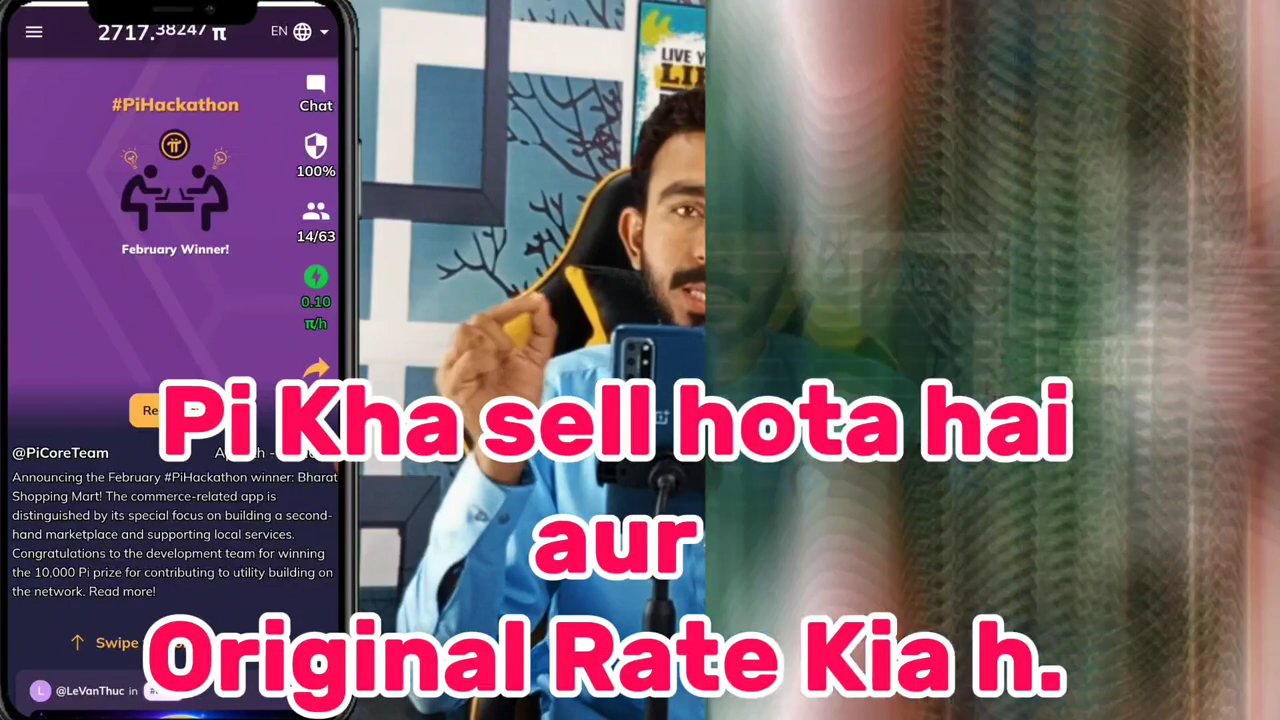 2717.38247 π
EN
#PiHackathon
Chat
100%
February Winner!
14/63
0.10
π/h
@PiCoreTeam
Announcing the February #PiHackathon winner: Bharat
Shopping Mart! The commerce-related app is
distinguished by its special focus on building a second-
hand marketplace and supporting local services.
Congratulations to the development team for winning
the 10,000 Pi prize for contributing to utility building on
the network. Read more!
Swipe
L @LeVanThuc in
LIVE
Pi Kha sell hota hai
aur
Original Rate Kia h.